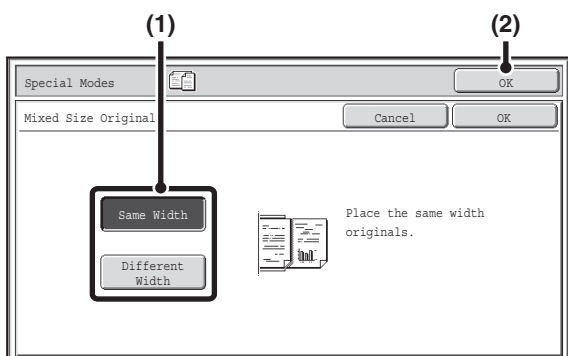 (1) (2)
Special Modes OK
Mixed Size Original Cancel OK
Same Width
Place the same width
originals.
Different
Width